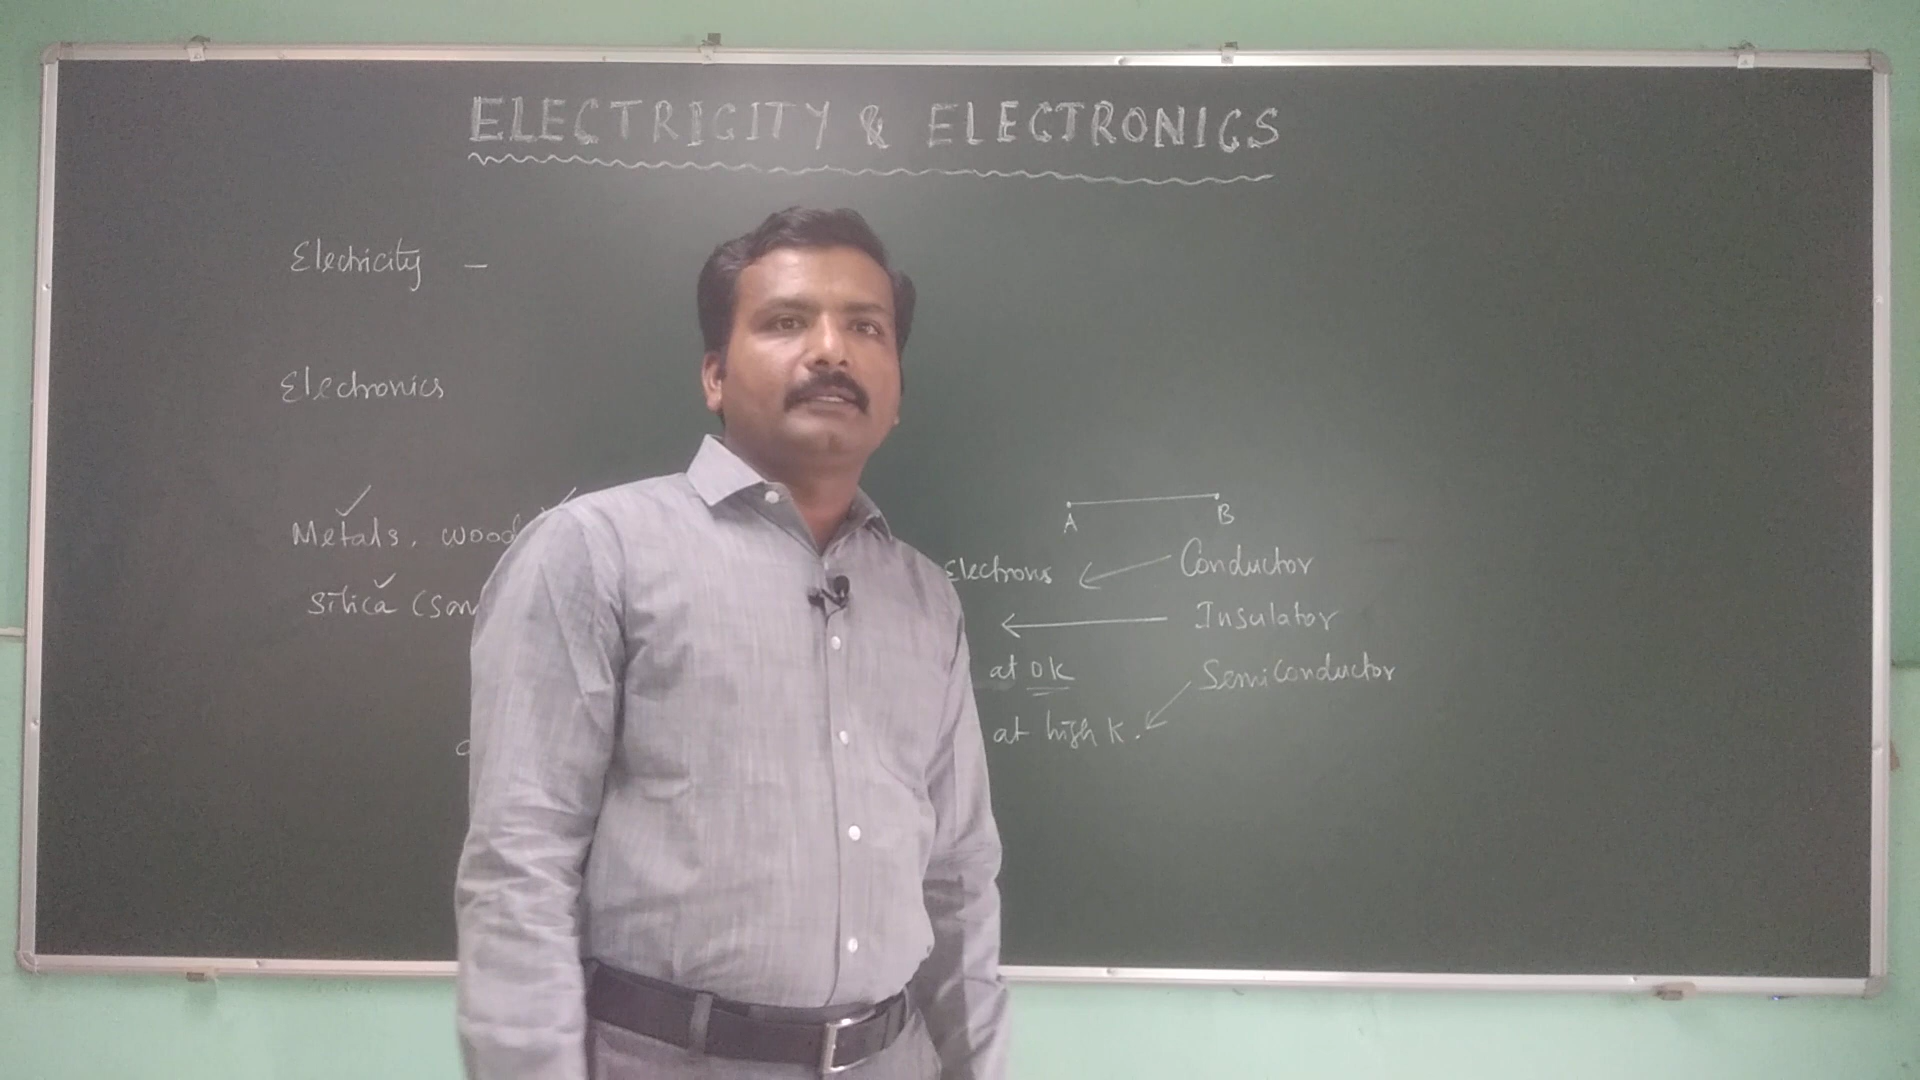 ELECTRICITY & ELECTRONICS
Electricity -
Electronics
Metals, wood
Silica (San
A B
Electrons Conductor
Insulator
at 0K Semiconductor
at high K.